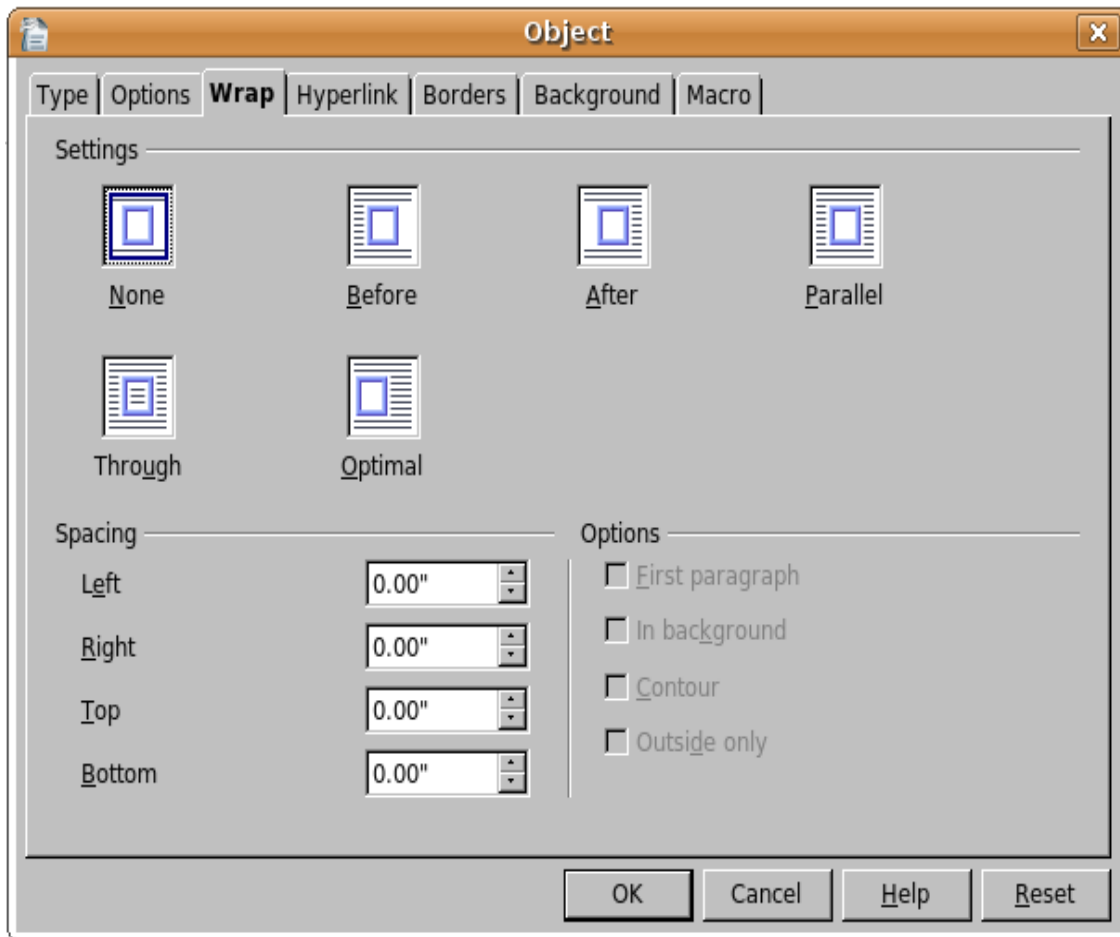 Object
Type Options Wrap Hyperlink Borders Background Macro
Settings
None Before After Parallel
Through Optimal
Spacing
Left 0.00"
Right 0.00"
Top 0.00"
Bottom 0.00"
Options
First paragraph
In background
Contour
Outside only
OK Cancel Help Reset